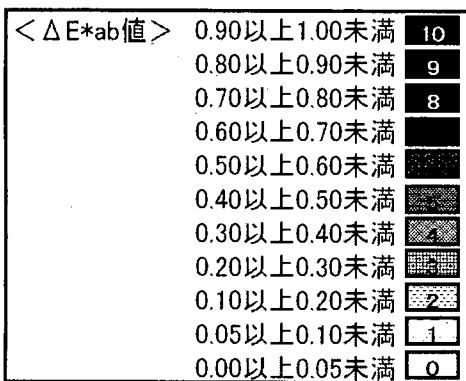 ＜ΔE*ab値＞ 0.90以上1.00未満 10
0.80以上0.90未満 9
0.70以上0.80未満 8
0.60以上0.70未満
0.50以上0.60未満
0.40以上0.50未満 5
0.30以上0.40未満 4
0.20以上0.30未満 3
0.10以上0.20未満 2
0.05以上0.10未満 1
0.00以上0.05未満 0